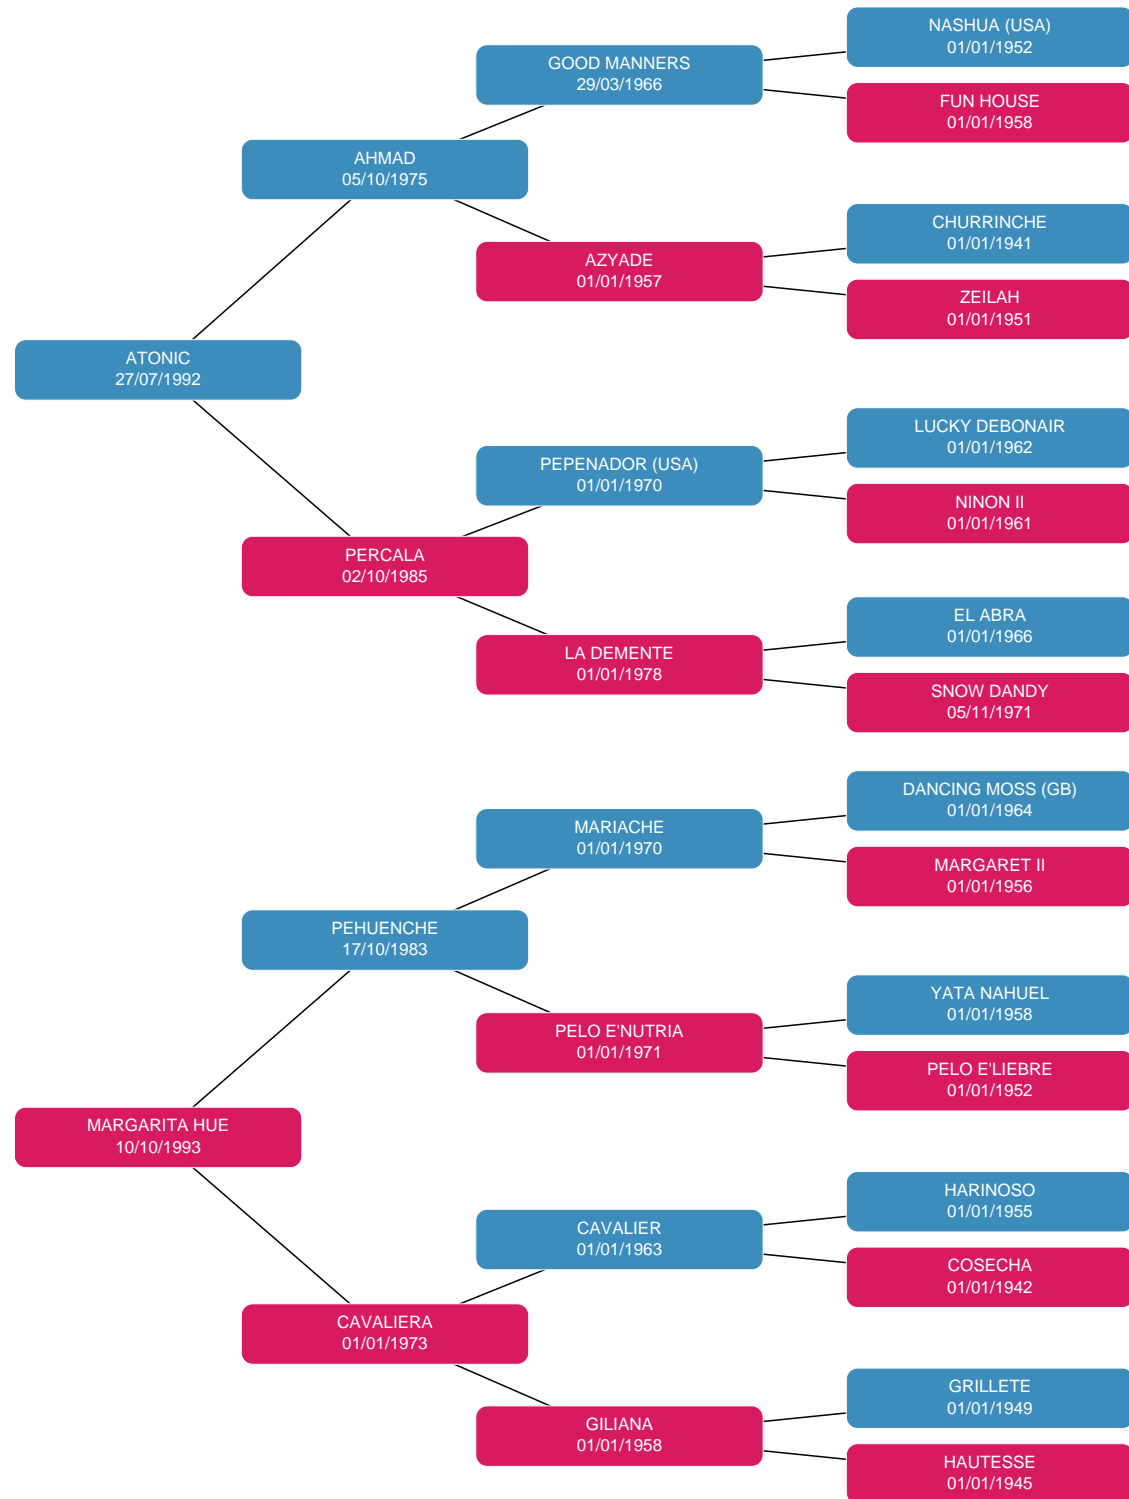 NASHUA (USA)
01/01/1952
GOOD MANNERS
29/03/1966
FUN HOUSE
01/01/1958
AHMAD
05/10/1975
CHURRINCHE
01/01/1941
AZYADE
01/01/1957
ZEILAH
01/01/1951
ATONIC
27/07/1992
LUCKY DEBONAIR
01/01/1962
PEPENADOR (USA)
01/01/1970
NINON II
01/01/1961
PERCALA
02/10/1985
EL ABRA
01/01/1966
LA DEMENTE
01/01/1978
SNOW DANDY
05/11/1971
DANCING MOSS (GB)
01/01/1964
MARIACHE
01/01/1970
MARGARET II
01/01/1956
PEHUENCHE
17/10/1983
YATA NAHUEL
01/01/1958
PELO E'NUTRIA
01/01/1971
PELO E'LIEBRE
01/01/1952
MARGARITA HUE
10/10/1993
HARINOSO
01/01/1955
CAVALIER
01/01/1963
COSECHA
01/01/1942
CAVALIERA
01/01/1973
GRILLETE
01/01/1949
GILIANA
01/01/1958
HAUTESSE
01/01/1945